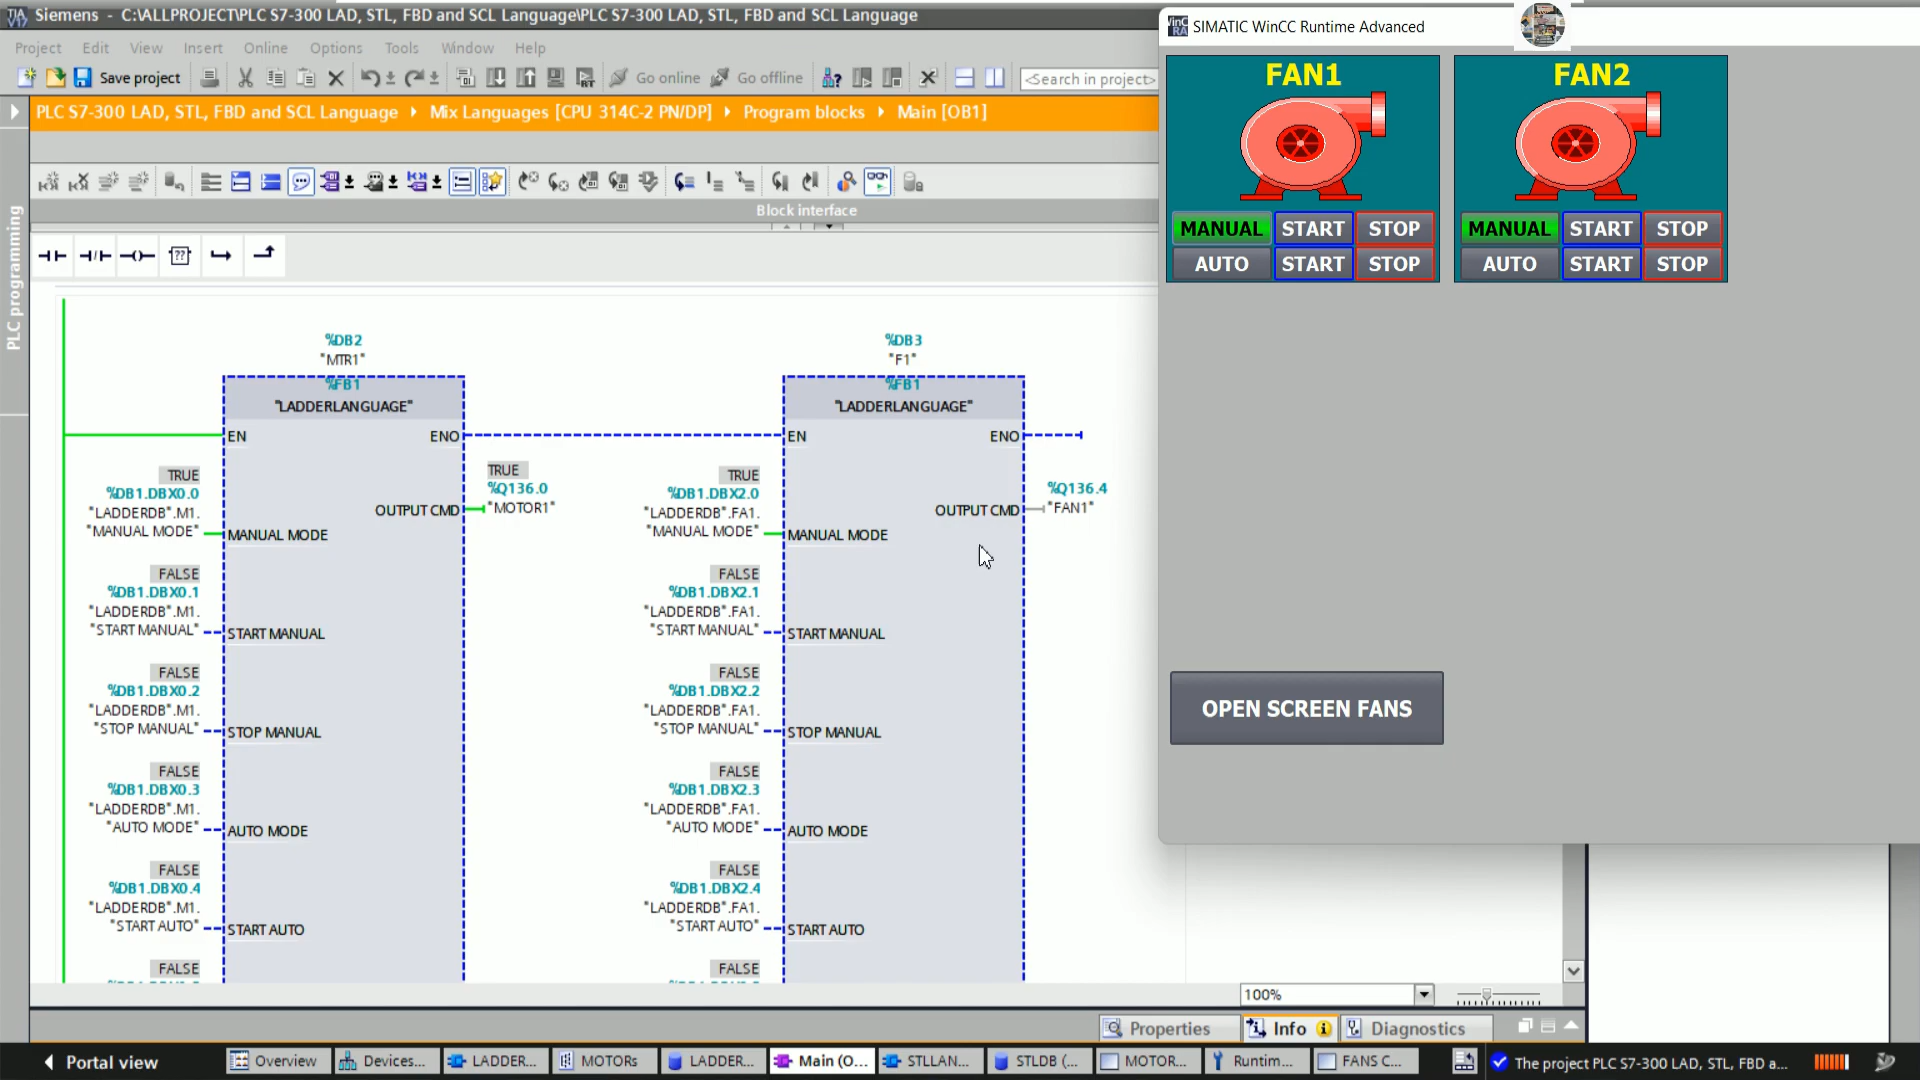 Siemens - C:\ALLPROJECT\PLC S7-300 LAD, STL, FBD and SCL Language\PLC S7-300 LAD, STL, FBD and SCL Language
Project Edit View Insert Online Options Tools Window Help
Save project
Go online
Go offline
<Search in project>
PLC S7-300 LAD, STL, FBD and SCL Language
Mix Languages [CPU 314C-2 PN/DP]
Program blocks
Main [OB1]
PLC programming
Block interface
??
%DB2
"MTR1"
%FB1
"LADDERLANGUAGE"
EN
ENO
TRUE
%DB1.DBX0.0
"LADDERDB".M1.
"MANUAL MODE"
MANUAL MODE
OUTPUT CMD
TRUE
%Q136.0
"MOTOR1"
FALSE
%DB1.DBX0.1
"LADDERDB".M1.
"START MANUAL"
START MANUAL
FALSE
%DB1.DBX0.2
"LADDERDB".M1.
"STOP MANUAL"
STOP MANUAL
FALSE
%DB1.DBX0.3
"LADDERDB".M1.
"AUTO MODE"
AUTO MODE
FALSE
%DB1.DBX0.4
"LADDERDB".M1.
"START AUTO"
START AUTO
FALSE
%DB3
"F1"
%FB1
"LADDERLANGUAGE"
EN
ENO
TRUE
%DB1.DBX2.0
"LADDERDB".FA1.
"MANUAL MODE"
MANUAL MODE
OUTPUT CMD
%Q136.4
"FAN1"
FALSE
%DB1.DBX2.1
"LADDERDB".FA1.
"START MANUAL"
START MANUAL
FALSE
%DB1.DBX2.2
"LADDERDB".FA1.
"STOP MANUAL"
STOP MANUAL
FALSE
%DB1.DBX2.3
"LADDERDB".FA1.
"AUTO MODE"
AUTO MODE
FALSE
%DB1.DBX2.4
"LADDERDB".FA1.
"START AUTO"
START AUTO
FALSE
SIMATIC WinCC Runtime Advanced
FAN1
MANUAL START STOP
AUTO START STOP
FAN2
MANUAL START STOP
AUTO START STOP
OPEN SCREEN FANS
100%
Properties
Info
Diagnostics
Portal view
Overview
Devices...
LADDER...
MOTORs
LADDER...
Main (O...
STLLAN...
STLDB (...
MOTOR...
Runtim...
FANS C...
The project PLC S7-300 LAD, STL, FBD a...